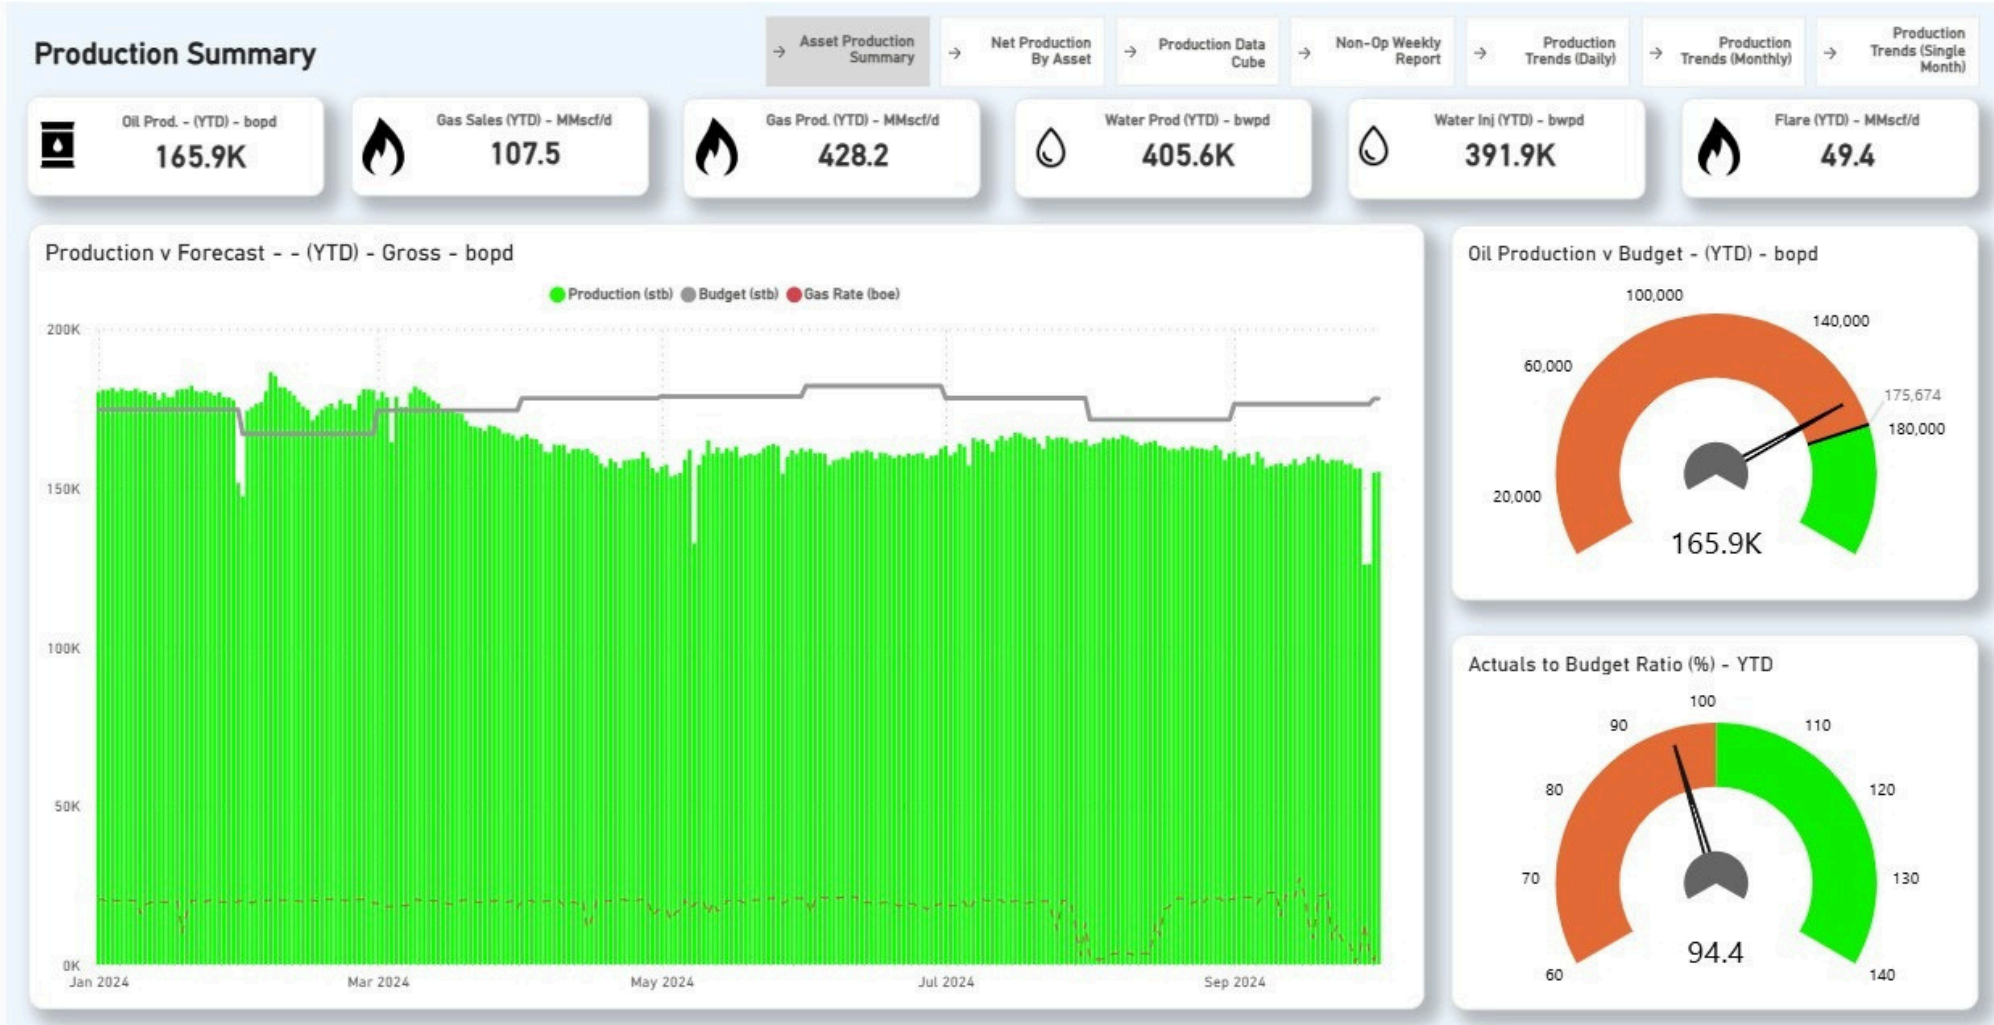 Production Summary
Asset Production
Summary
Net Production
By Asset
Production Data
Cube
Non-Op Weekly
Report
Production
Trends (Daily)
Production
Trends (Monthly)
Production
Trends (Single
Month)
Oil Prod. - (YTD) - bopd
165.9K
Gas Sales (YTD) - MMscf/d
107.5
Gas Prod. (YTD) - MMscf/d
428.2
Water Prod (YTD) - bwpd
405.6K
Water Inj (YTD) - bwpd
391.9K
Flare (YTD) - MMscf/d
49.4
Production v Forecast - - (YTD) - Gross - bopd
Production (stb) Budget (stb) Gas Rate (boe)
200K
150K
100K
50K
0K
Jan 2024 Mar 2024 May 2024 Jul 2024 Sep 2024
Oil Production v Budget - (YTD) - bopd
20,000
60,000
100,000
140,000
175,674
180,000
165.9K
Actuals to Budget Ratio (%) - YTD
60
70
80
90
100
110
120
130
140
94.4